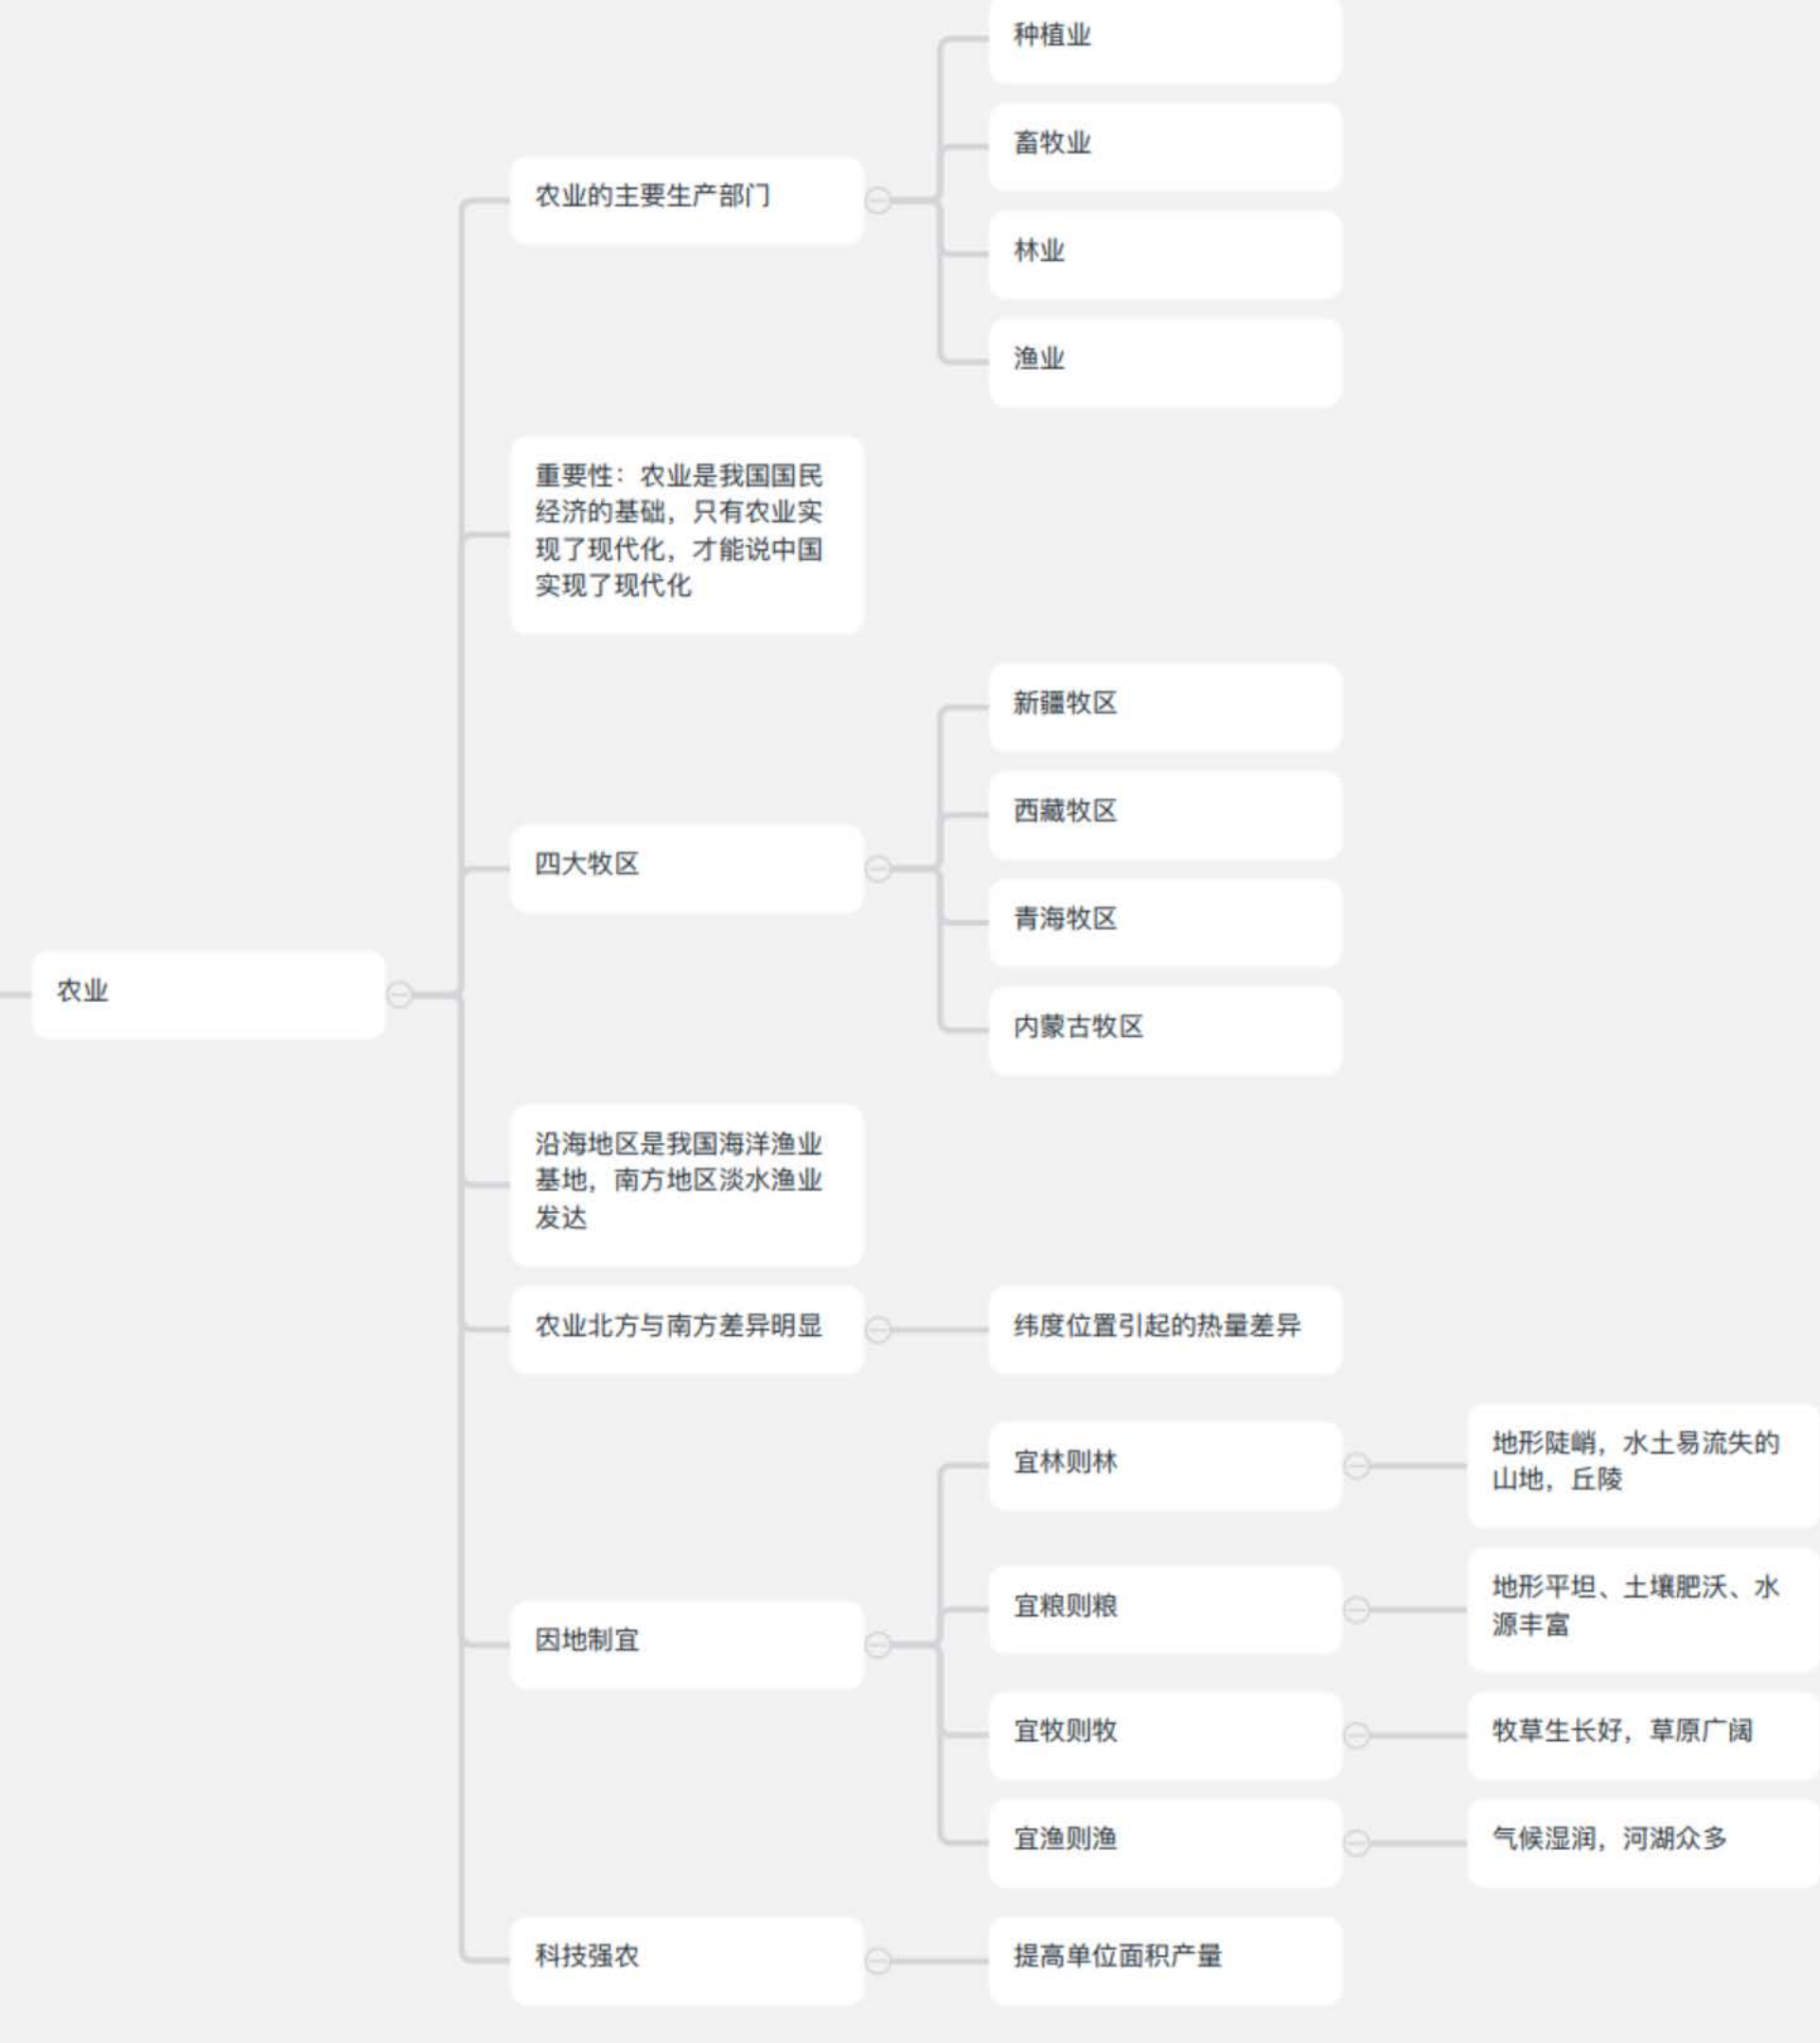 农业
农业的主要生产部门
种植业
畜牧业
林业
渔业
重要性：农业是我国国民
经济的基础，只有农业实
现了现代化，才能说中国
实现了现代化
四大牧区
新疆牧区
西藏牧区
青海牧区
内蒙古牧区
沿海地区是我国海洋渔业
基地，南方地区淡水渔业
发达
农业北方与南方差异明显
纬度位置引起的热量差异
因地制宜
宜林则林
地形陡峭，水土易流失的
山地，丘陵
宜粮则粮
地形平坦、土壤肥沃、水
源丰富
宜牧则牧
牧草生长好，草原广阔
宜渔则渔
气候湿润，河湖众多
科技强农
提高单位面积产量